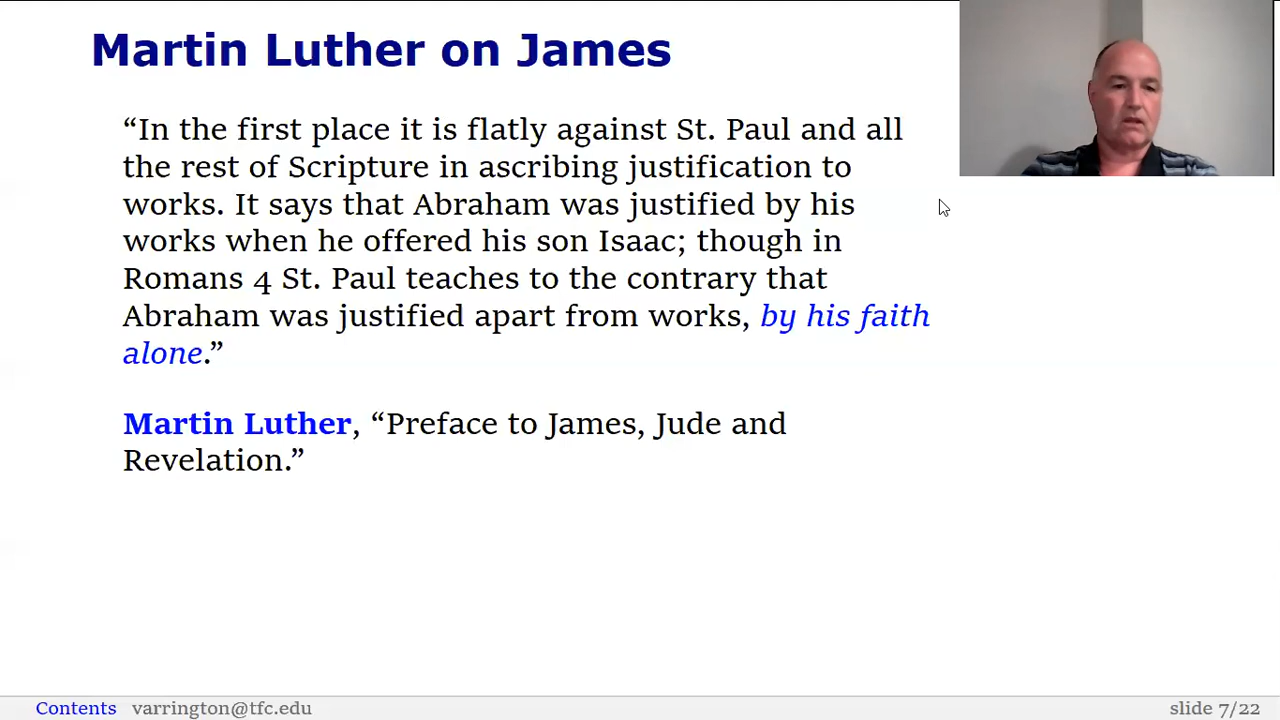 Martin Luther on James
“In the first place it is flatly against St. Paul and all
the rest of Scripture in ascribing justification to
works. It says that Abraham was justified by his
works when he offered his son Isaac; though in
Romans 4 St. Paul teaches to the contrary that
Abraham was justified apart from works, by his faith
alone.”
Martin Luther, “Preface to James, Jude and
Revelation.”
Contents varrington@tfc.edu slide 7/22